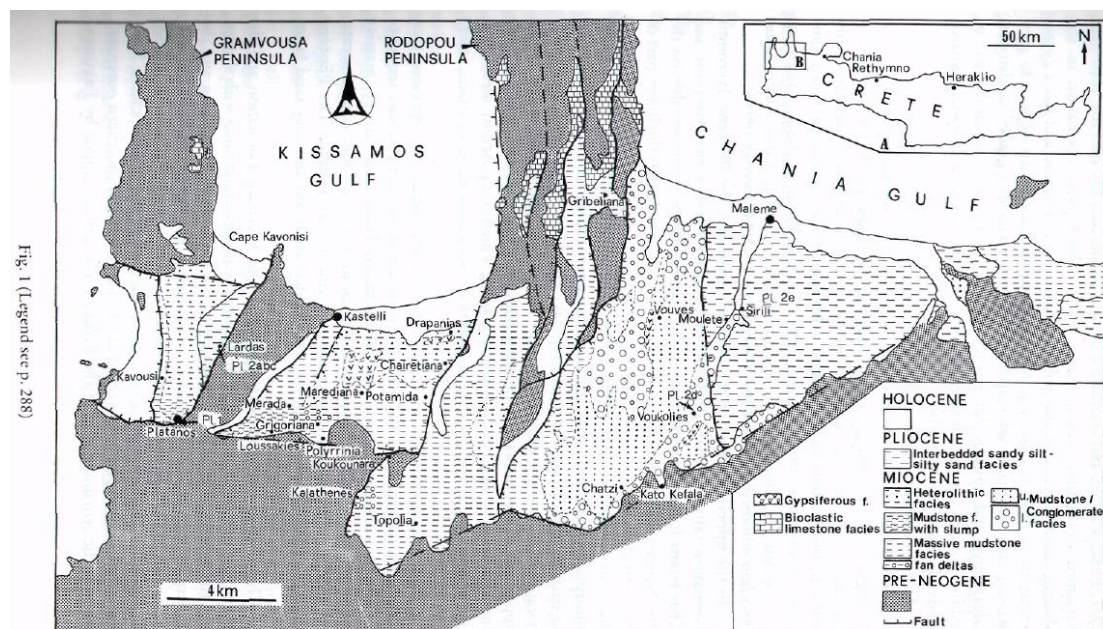 GRAMVOUSA
PENINSULA
RODOPOU
PENINSULA
KISSAMOS
GULF
CHANIA GULF
50 km
N
B
Chania
Rethymno
Heraklio
CRETE
A
Cape Kavonisi
Gribeliana
Maleme
Kastelli
Drapanias
Vouves
Moulete
Sirili
PL 2e
Lardas
PL 2abc
Kavousi
Chairetiana
Marediana
Potamida
Merada
PL 2d
Voukolies
Platanos
PL 1
Grigoriana
Loussakies
Polyrrinia
Koukounara
Kalathenes
Chatzi
Kato Kefala
Topolia
4km
HOLOCENE
PLIOCENE
Interbedded sandy silt-
silty sand facies
MIOCENE
Heterolithic
facies
u. Mudstone /
l. Conglomerate
facies
Mudstone f.
with slump
Massive mudstone
facies
fan deltas
Gypsiferous f.
Bioclastic
limestone facies
PRE-NEOGENE
Fault
Fig. 1 (Legend see p. 288)